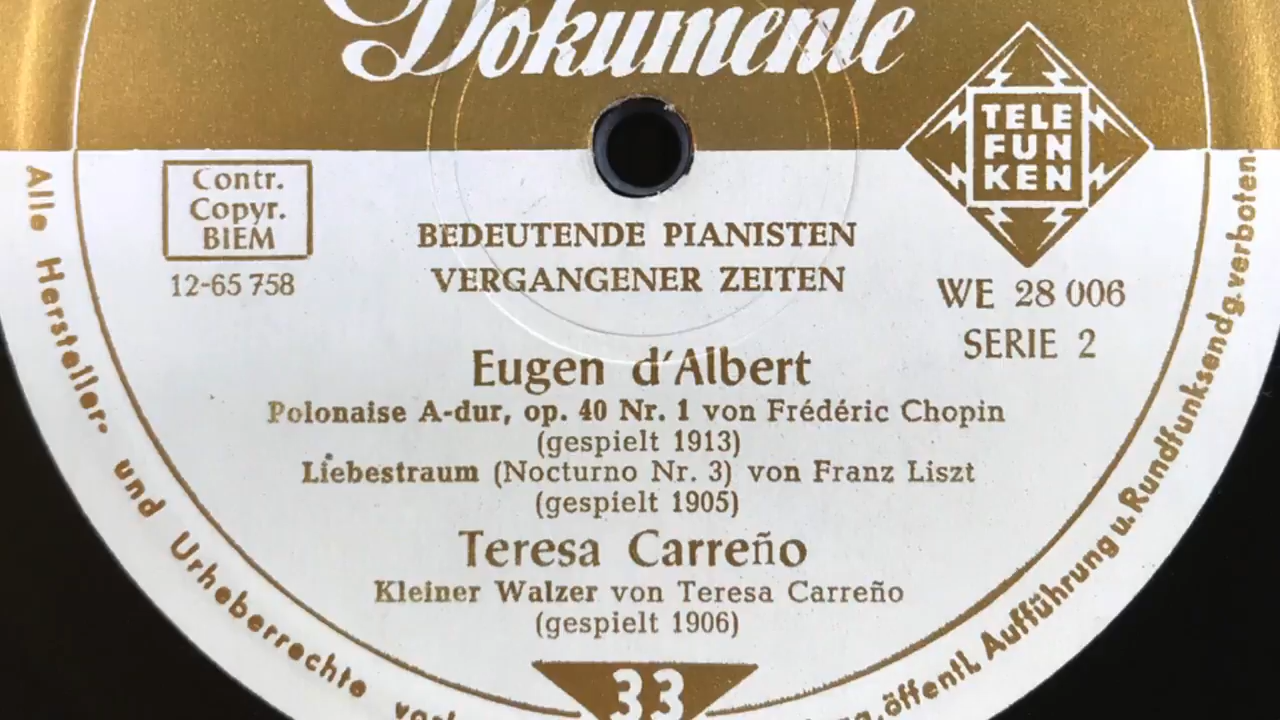 Dokumente
TELE
FUN
KEN
Contr.
Copyr.
BIEM
12-65 758
BEDEUTENDE PIANISTEN
VERGANGENER ZEITEN
WE 28 006
SERIE 2
Eugen d'Albert
Polonaise A-dur, op. 40 Nr. 1 von Frédéric Chopin
(gespielt 1913)
Liebestraum (Nocturno Nr. 3) von Franz Liszt
(gespielt 1905)
Teresa Carreño
Kleiner Walzer von Teresa Carreño
(gespielt 1906)
33
Alle Hersteller- und Urheberrechte
öffentl. Aufführung u. Rundfunksendg. verboten.